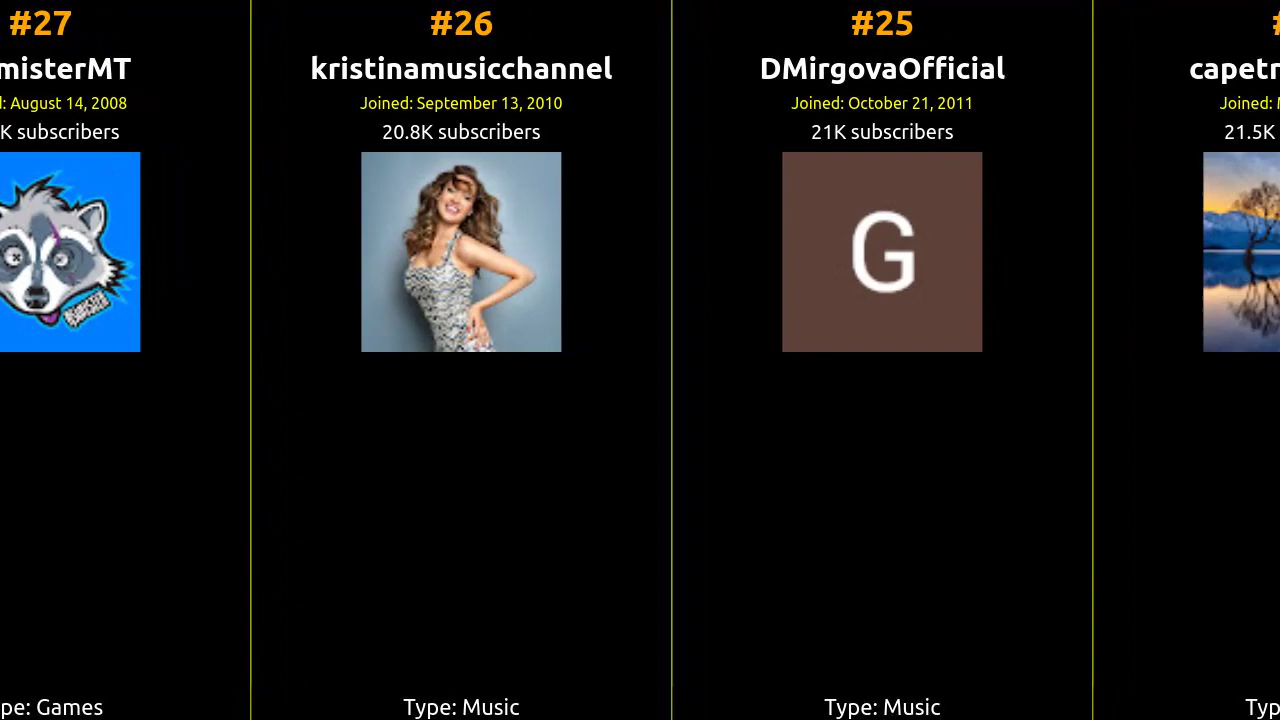 #27
misterMT
: August 14, 2008
K subscribers
pe: Games
#26
kristinamusicchannel
Joined: September 13, 2010
20.8K subscribers
Type: Music
#25
DMirgovaOfficial
Joined: October 21, 2011
21K subscribers
G
Type: Music
#
capetr
Joined:
21.5K
Typ